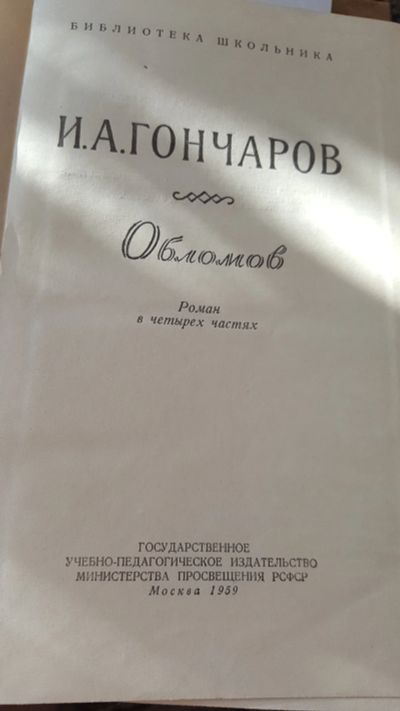 БИБЛИОТЕКА ШКОЛЬНИКА
И.А.ГОНЧАРОВ
Обломов
Роман
в четырех частях
ГОСУДАРСТВЕННОЕ
УЧЕБНО-ПЕДАГОГИЧЕСКОЕ ИЗДАТЕЛЬСТВО
МИНИСТЕРСТВА ПРОСВЕЩЕНИЯ РСФСР
Москва 1959